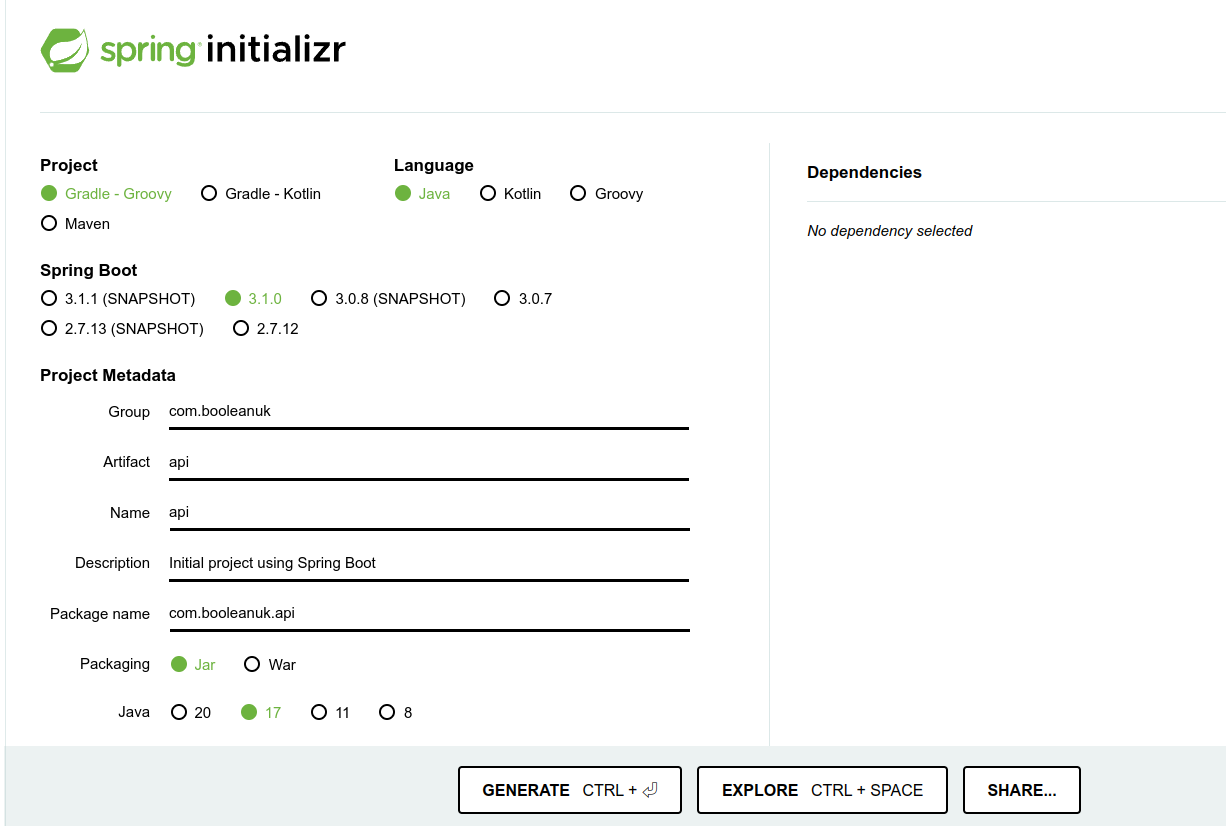 spring initializr
Project
Gradle - Groovy Gradle - Kotlin
Maven
Language
Java Kotlin Groovy
Spring Boot
3.1.1 (SNAPSHOT) 3.1.0 3.0.8 (SNAPSHOT) 3.0.7
2.7.13 (SNAPSHOT) 2.7.12
Project Metadata
Group com.booleanuk
Artifact api
Name api
Description Initial project using Spring Boot
Package name com.booleanuk.api
Packaging Jar War
Java 20 17 11 8
Dependencies
No dependency selected
GENERATE CTRL + ⏎ EXPLORE CTRL + SPACE SHARE...